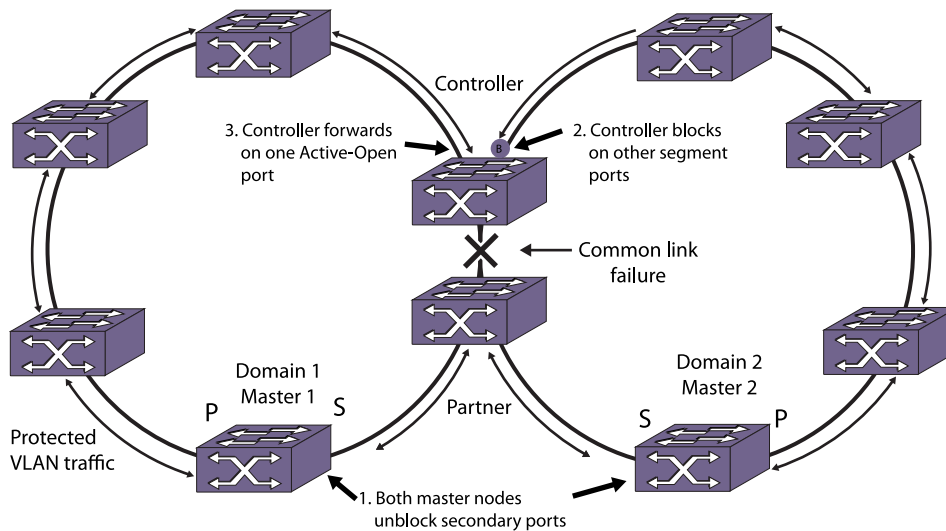 Controller
3. Controller forwards
on one Active-Open
port
B
2. Controller blocks
on other segment
ports
Common link
failure
Domain 1
Master 1
P
S
Partner
Domain 2
Master 2
S
P
Protected
VLAN traffic
1. Both master nodes
unblock secondary ports